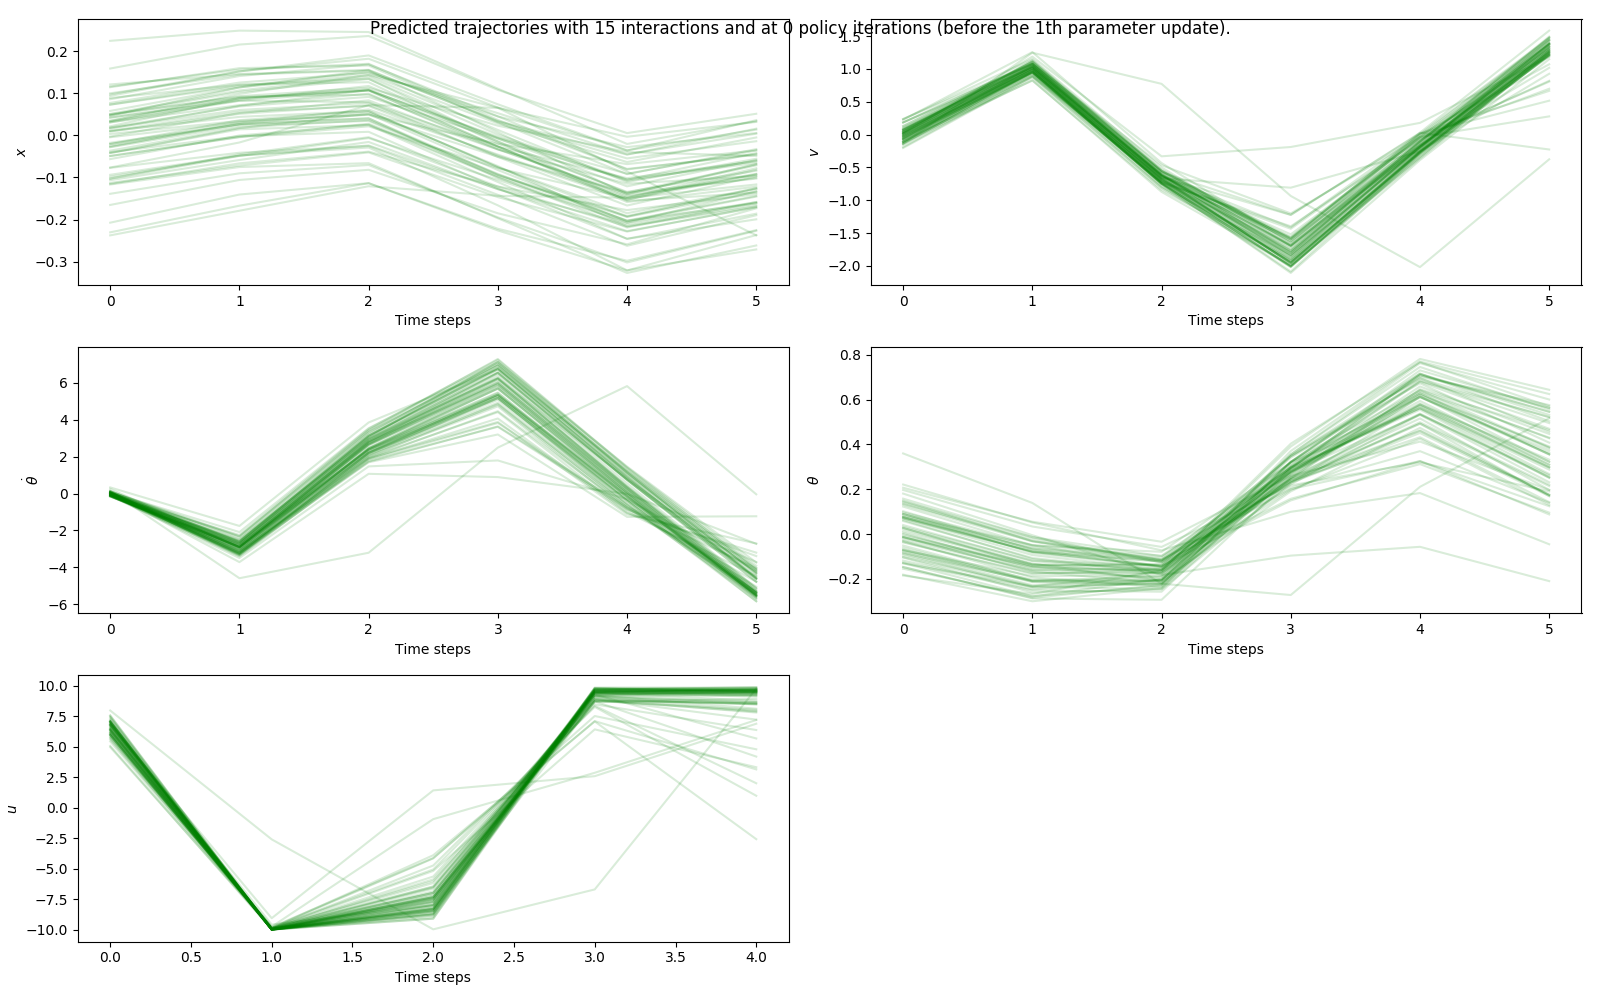 Predicted trajectories with 15 interactions and at 0 policy iterations (before the 1th parameter update).
0.2
0.1
0.0
−0.1
−0.2
−0.3
x
0 1 2 3 4 5
Time steps
1.5
1.0
0.5
0.0
−0.5
−1.0
−1.5
−2.0
v
0 1 2 3 4 5
Time steps
6
4
2
0
−2
−4
−6
θ̇
0 1 2 3 4 5
Time steps
0.8
0.6
0.4
0.2
0.0
−0.2
θ
0 1 2 3 4 5
Time steps
10.0
7.5
5.0
2.5
0.0
−2.5
−5.0
−7.5
−10.0
u
0.0 0.5 1.0 1.5 2.0 2.5 3.0 3.5 4.0
Time steps